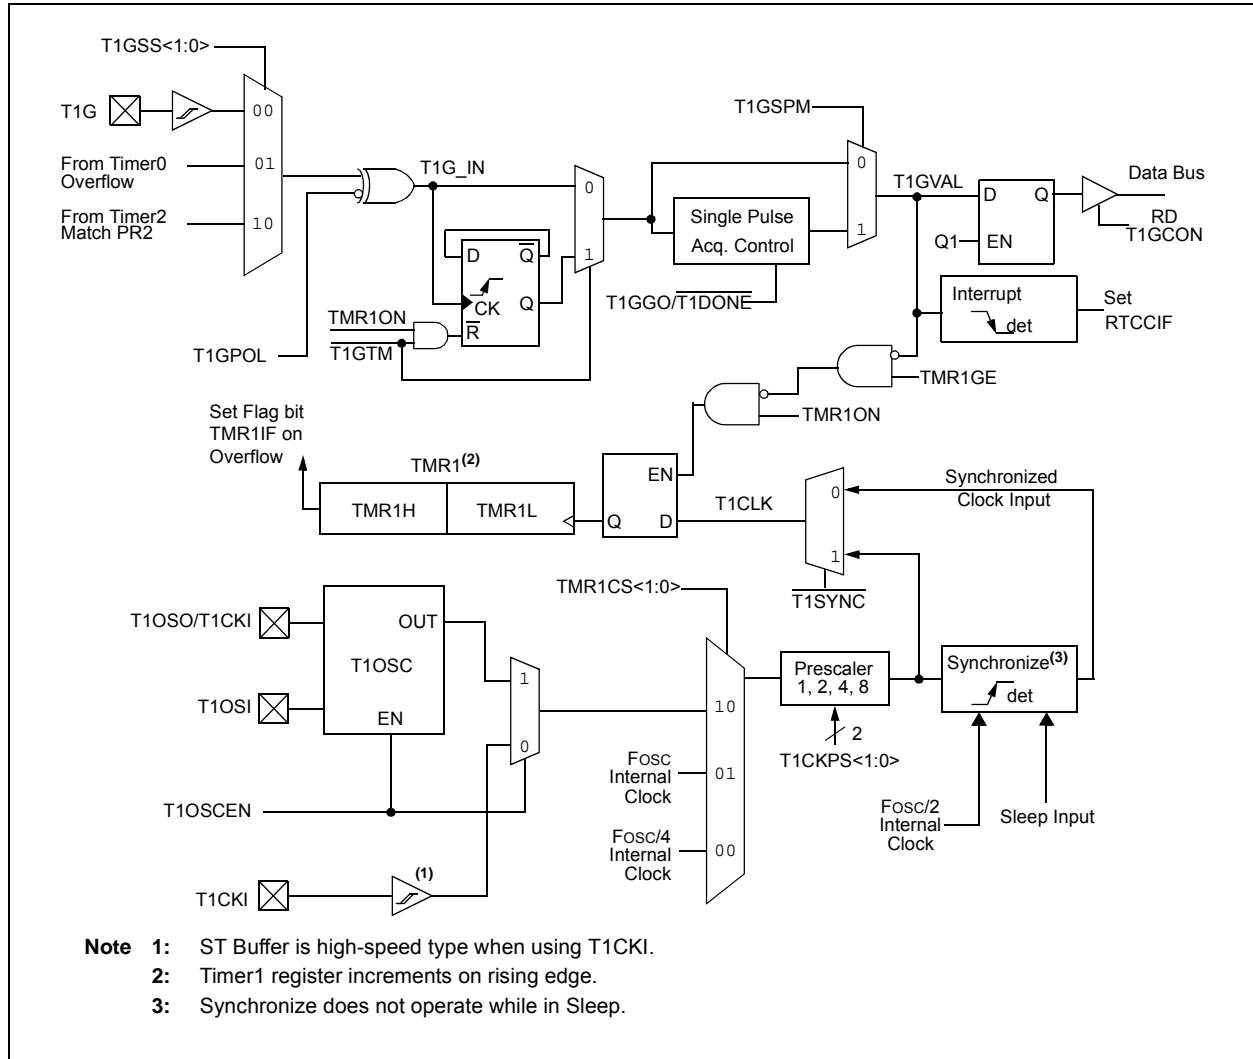 T1GSS<1:0>
T1G
00
From Timer0
Overflow
01
From Timer2
Match PR2
10
T1G_IN
T1GPOL
0
1
D
Q̅
CK
Q
R̅
TMR1ON
T̅1̅G̅T̅M̅
Single Pulse
Acq. Control
T1GGO/T̅1̅D̅O̅N̅E̅
T1GSPM
0
1
T1GVAL
D
Q
Q1
EN
Data Bus
RD
T1GCON
Interrupt
det
Set
RTCCIF
TMR1GE
TMR1ON
Set Flag bit
TMR1IF on
Overflow
TMR1(2)
TMR1H
TMR1L
EN
Q
D
T1CLK
0
1
T̅1̅S̅Y̅N̅C̅
Synchronized
Clock Input
T1OSO/T1CKI
OUT
T1OSC
T1OSI
EN
1
0
T1OSCEN
T1CKI
(1)
TMR1CS<1:0>
10
FOSC
Internal
Clock
01
FOSC/4
Internal
Clock
00
Prescaler
1, 2, 4, 8
2
T1CKPS<1:0>
Synchronize(3)
det
FOSC/2
Internal
Clock
Sleep Input
Note 1: ST Buffer is high-speed type when using T1CKI.
2: Timer1 register increments on rising edge.
3: Synchronize does not operate while in Sleep.